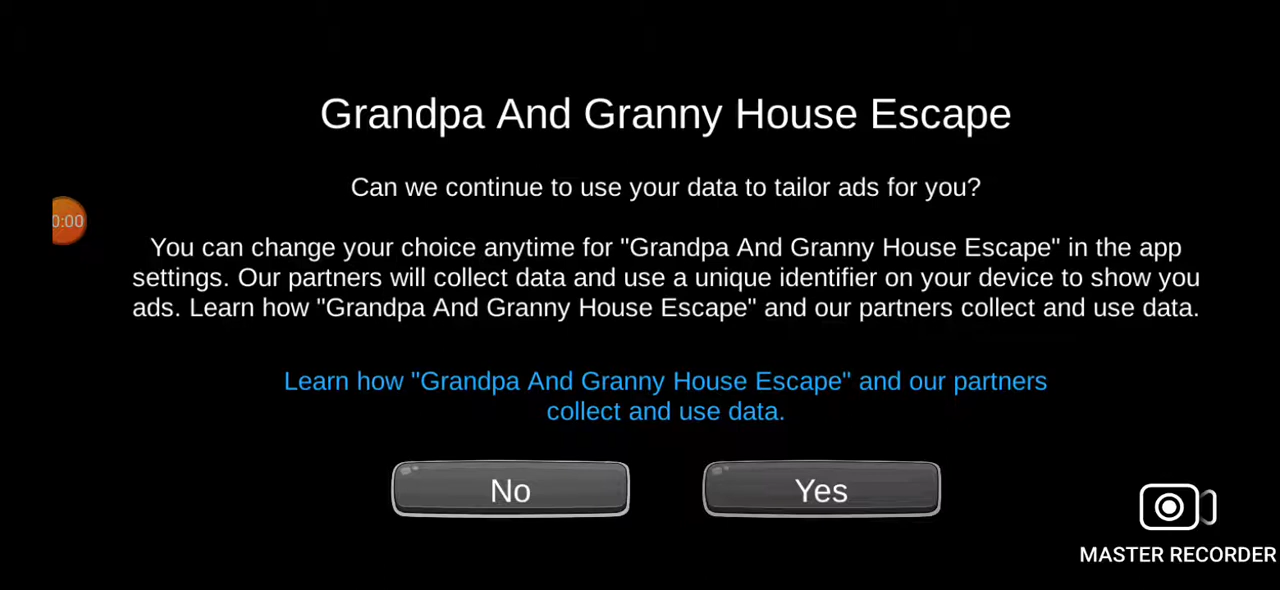 Grandpa And Granny House Escape
Can we continue to use your data to tailor ads for you?
0:00
You can change your choice anytime for "Grandpa And Granny House Escape" in the app
settings. Our partners will collect data and use a unique identifier on your device to show you
ads. Learn how "Grandpa And Granny House Escape" and our partners collect and use data.
Learn how "Grandpa And Granny House Escape" and our partners
collect and use data.
No
Yes
MASTER RECORDER